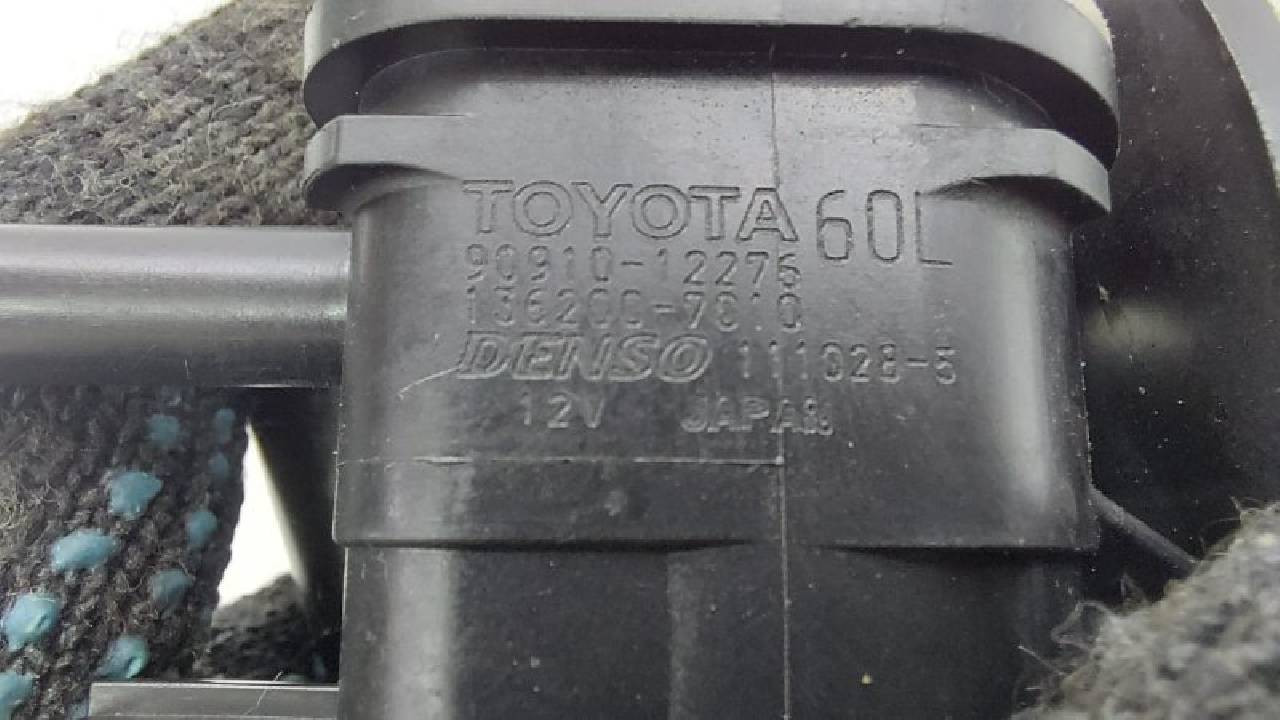 TOYOTA 60L
90910-12276
136200-7010
DENSO 111028-5
12V JAPAN